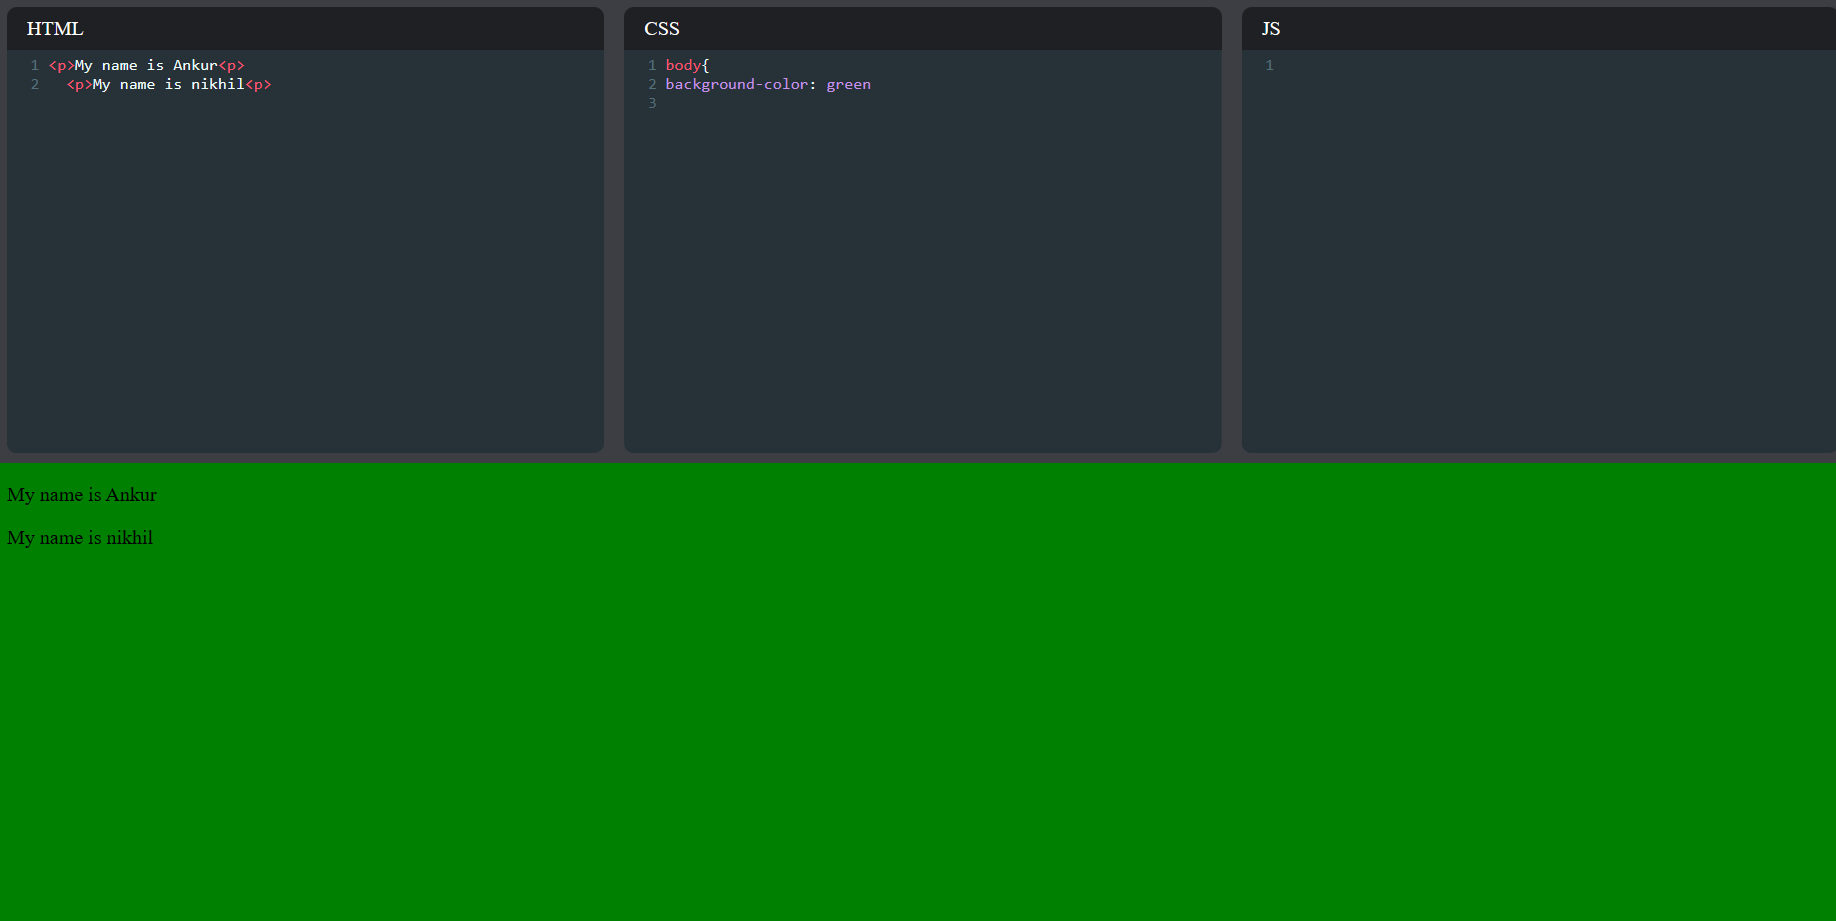 HTML
1 <p>My name is Ankur<p>
2 <p>My name is nikhil<p>
CSS
1 body{
2 background-color: green
3
JS
1
My name is Ankur
My name is nikhil